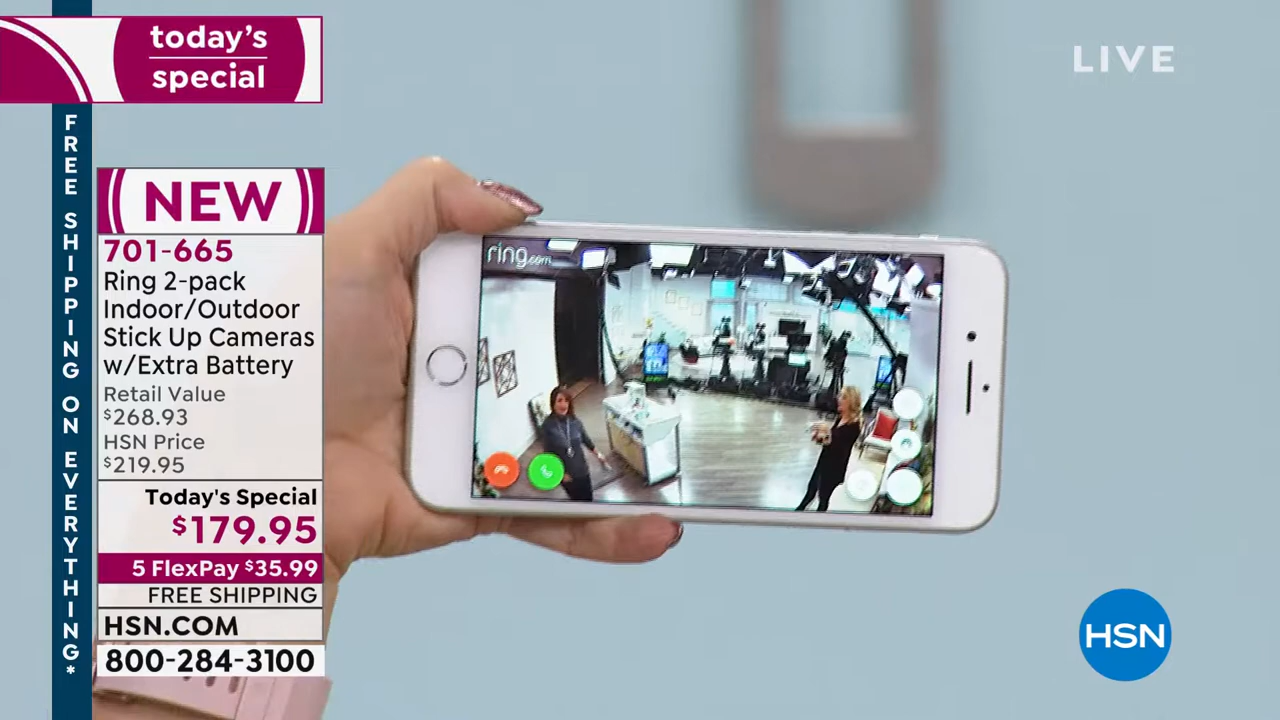 today's
special
LIVE
FREE SHIPPING ON EVERYTHING*
NEW
701-665
Ring 2-pack
Indoor/Outdoor
Stick Up Cameras
w/Extra Battery
Retail Value
$268.93
HSN Price
$219.95
Today's Special
$179.95
5 FlexPay $35.99
FREE SHIPPING
HSN.COM
800-284-3100
ring.com
HSN